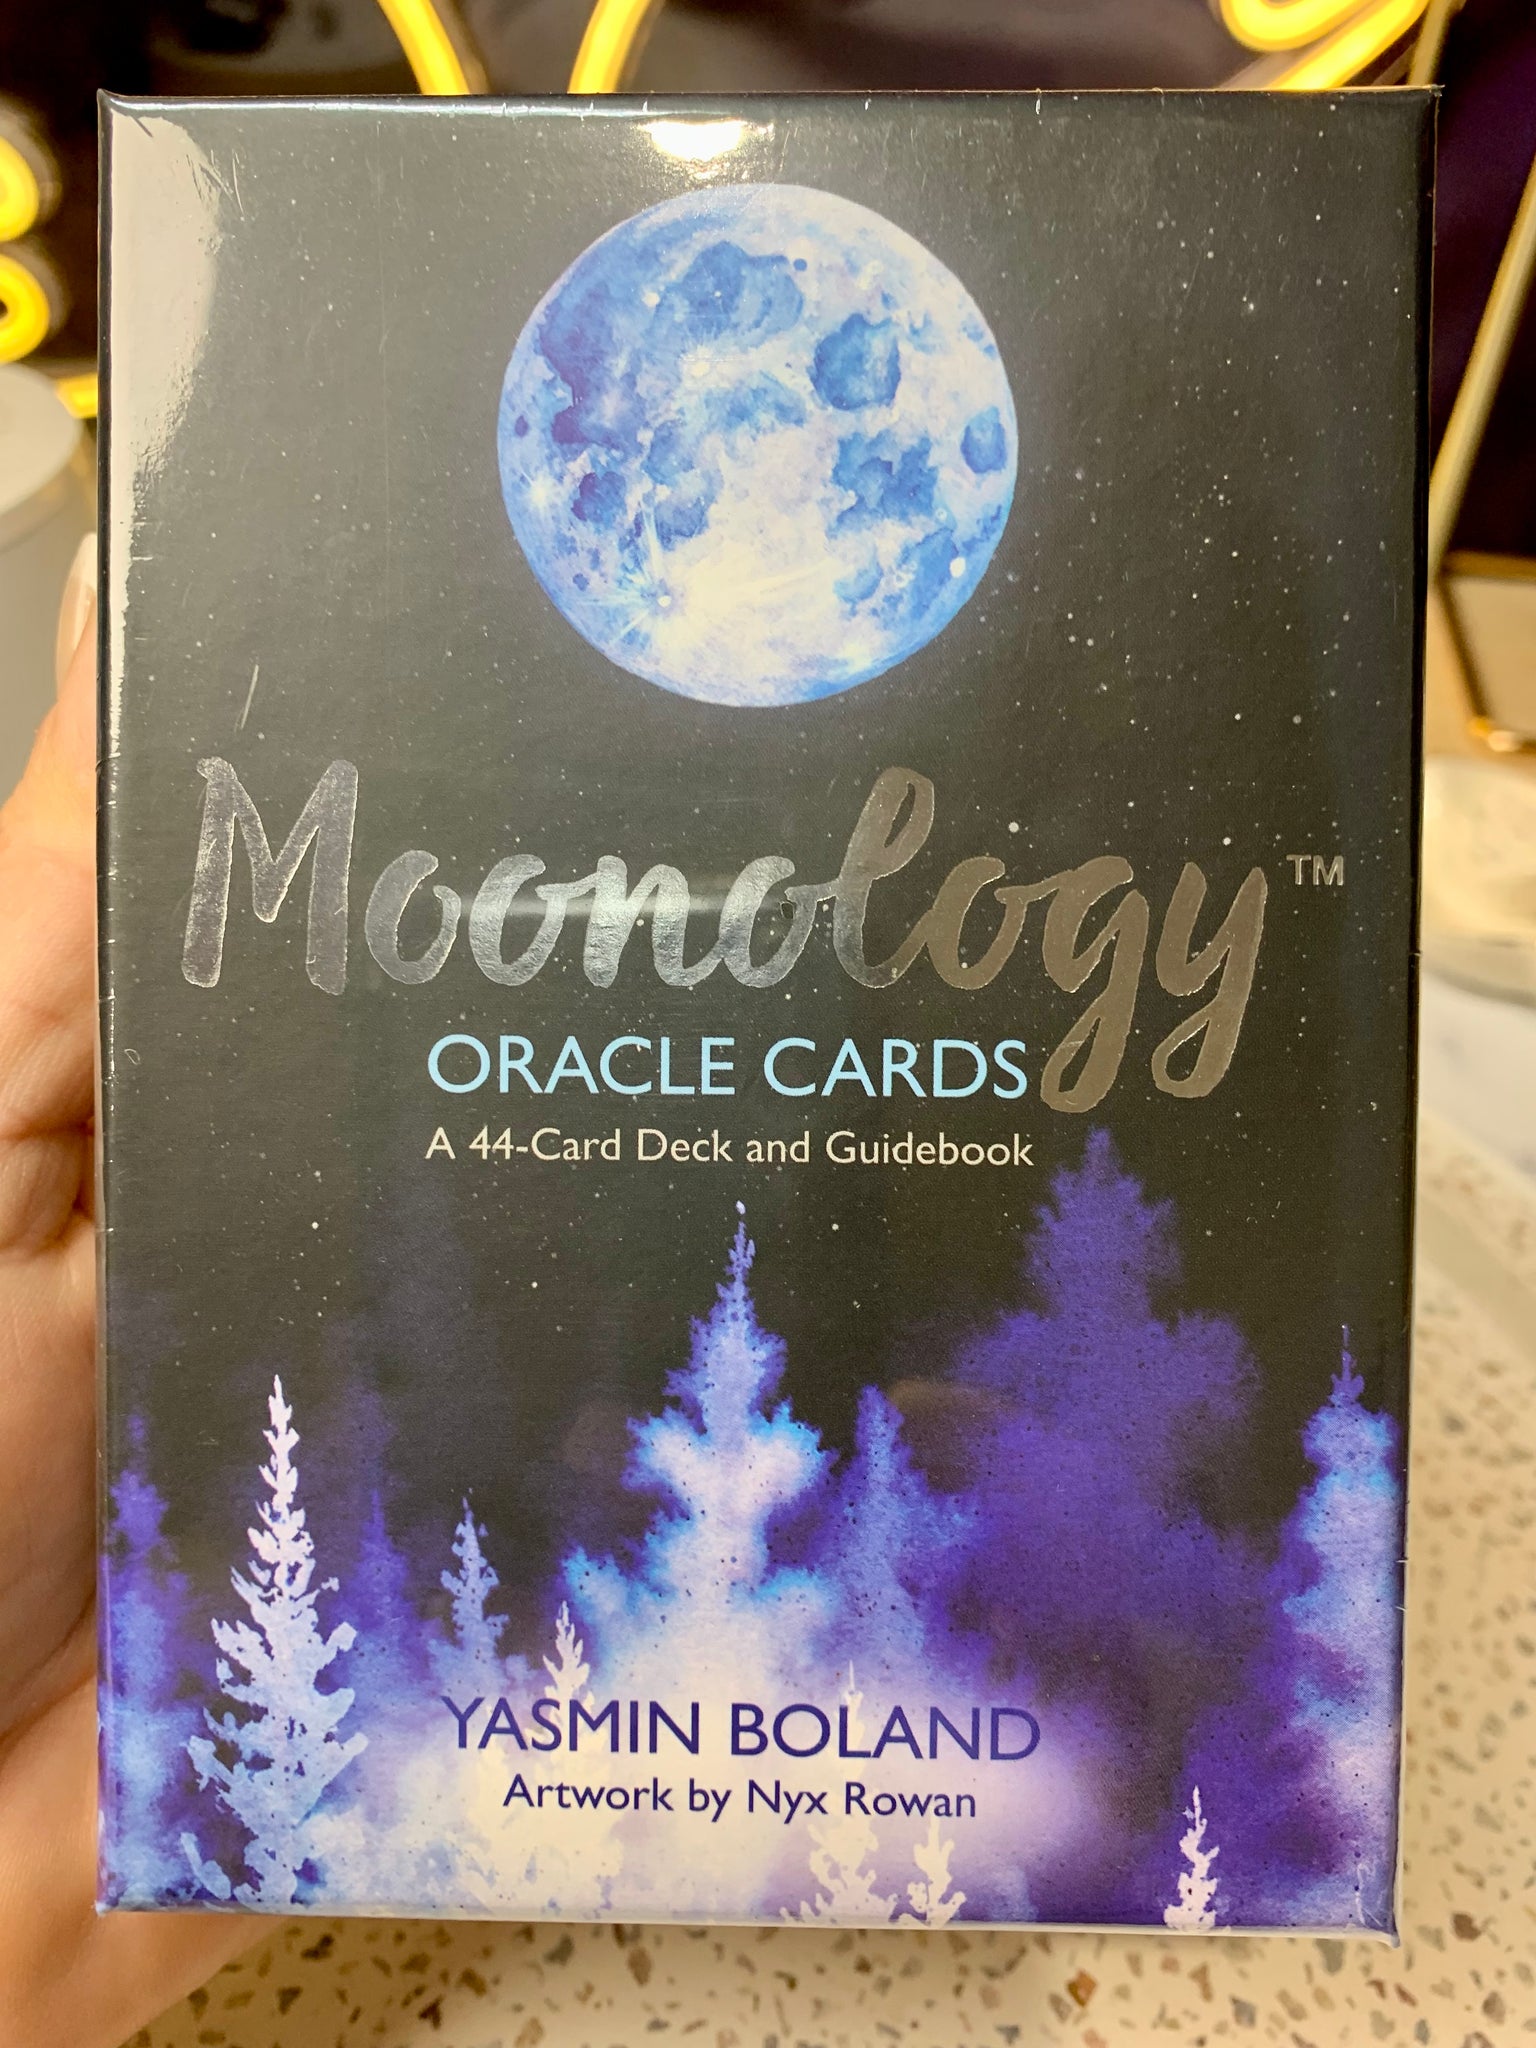 Moonology™
ORACLE CARDS
A 44-Card Deck and Guidebook
YASMIN BOLAND
Artwork by Nyx Rowan